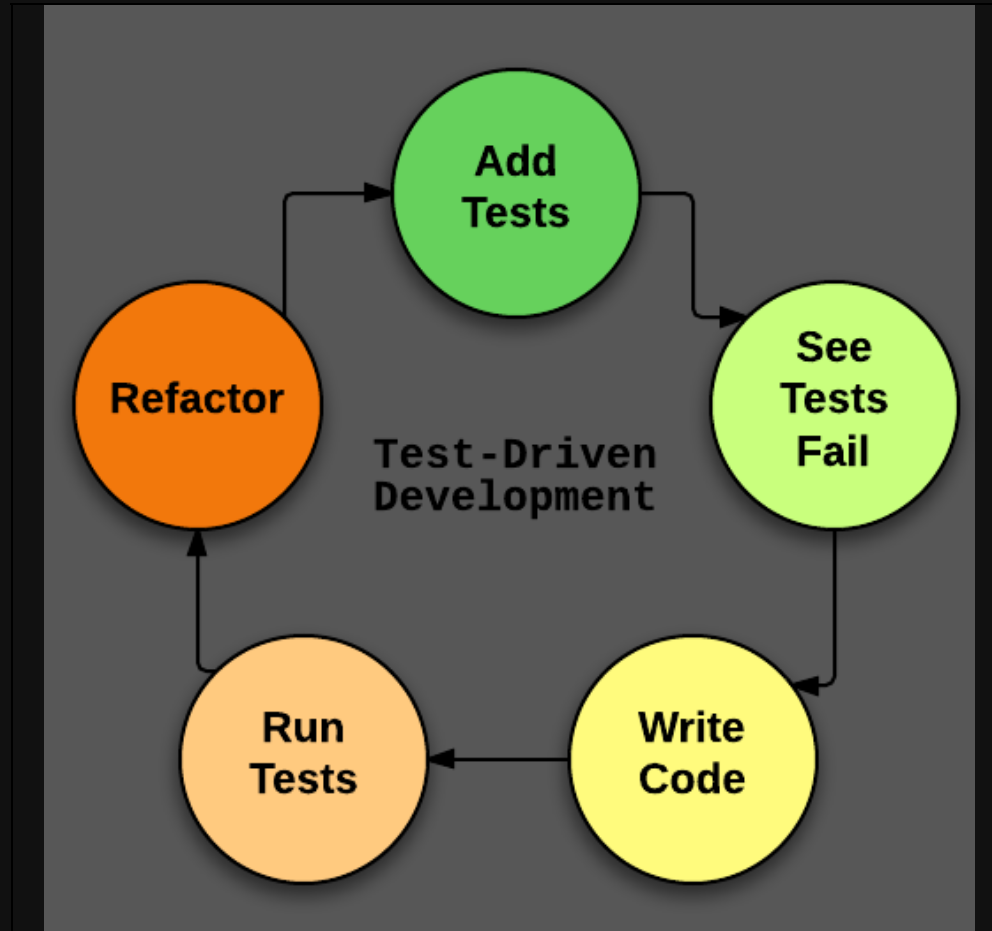 Add
Tests
See
Tests
Fail
Refactor
Test-Driven
Development
Run
Tests
Write
Code